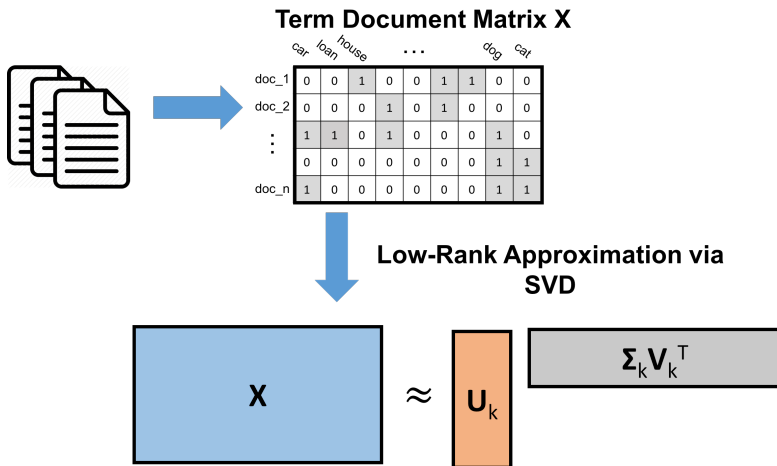 Term Document Matrix X
car loan house ... dog cat
doc_1 0 0 1 0 0 1 1 0 0
doc_2 0 0 0 1 0 1 0 0 0
⋮ 1 1 0 1 0 0 0 1 0
0 0 0 0 0 0 0 1 1
doc_n 1 0 0 0 0 0 0 1 1
Low-Rank Approximation via
SVD
X ≈ U_k Σ_k V_k^T